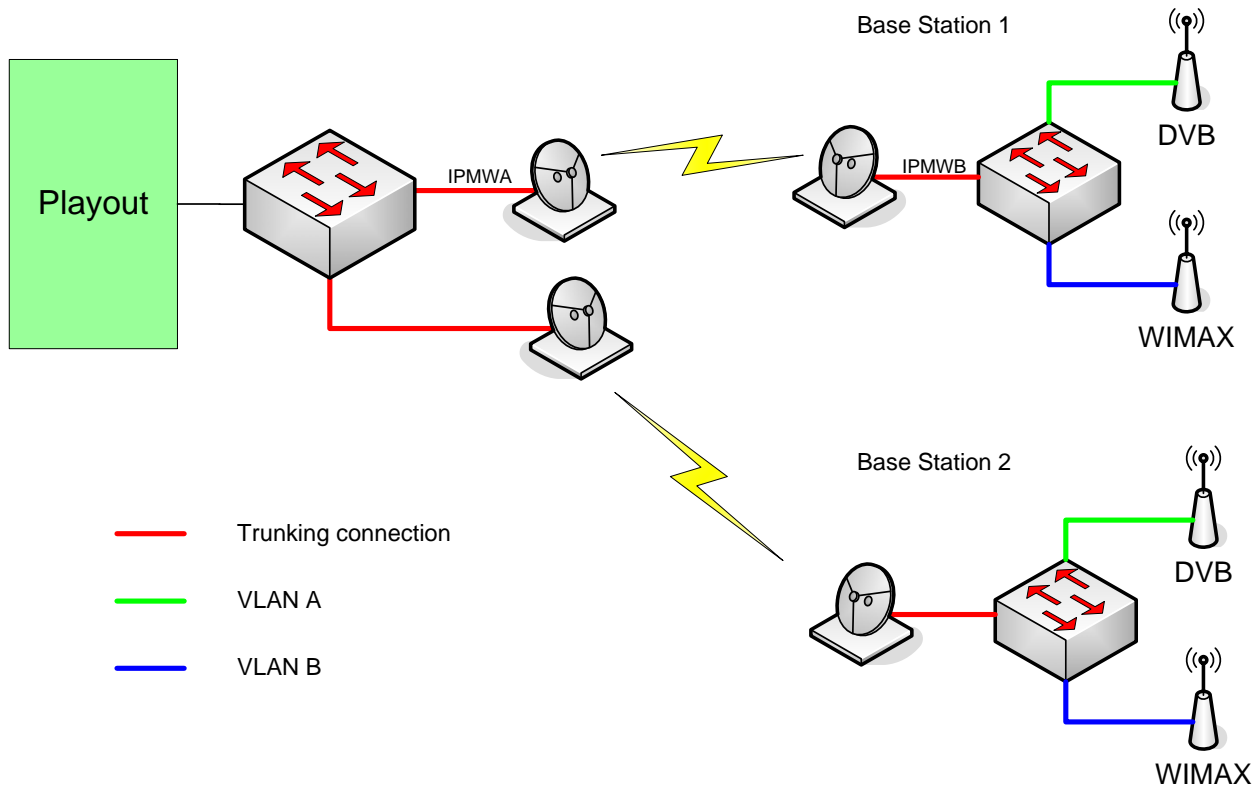 Base Station 1
DVB
Playout
IPMWA
IPMWB
WIMAX
Base Station 2
Trunking connection
DVB
VLAN A
VLAN B
WIMAX